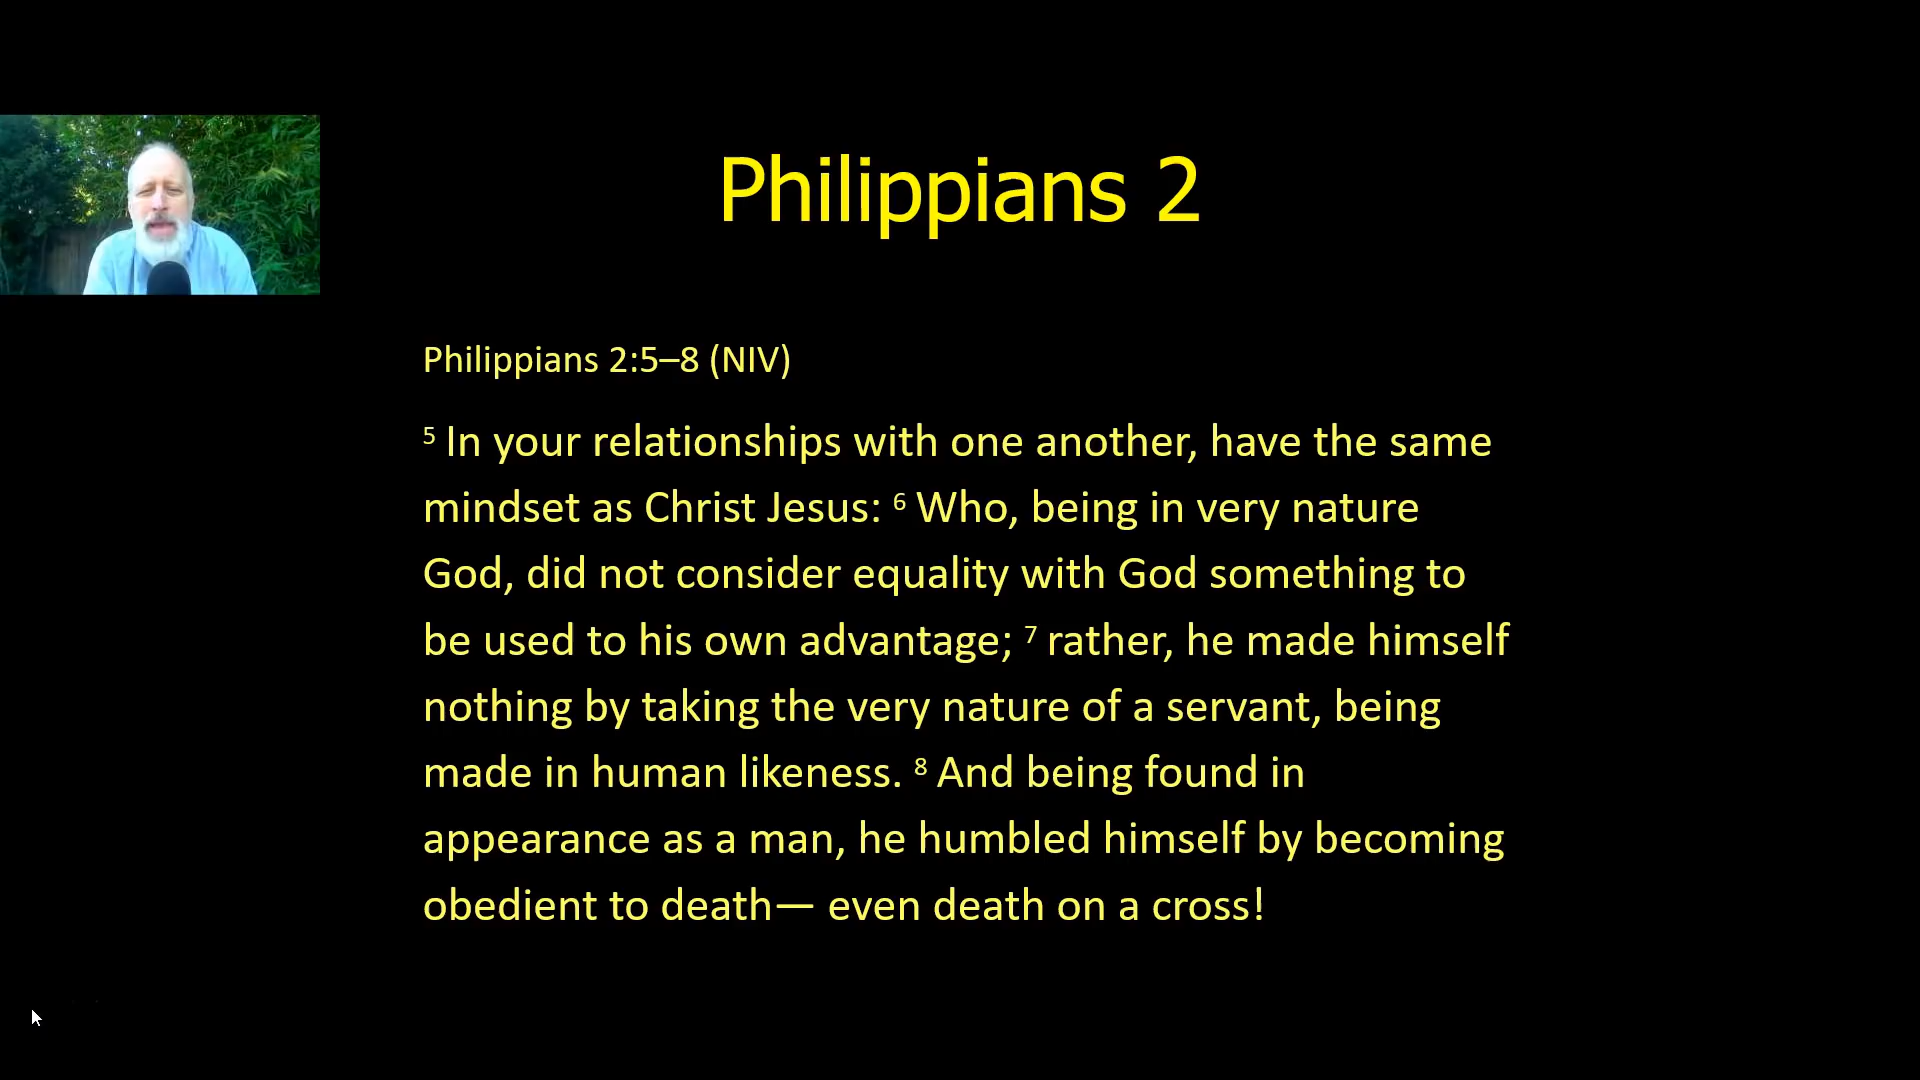 Philippians 2
Philippians 2:5–8 (NIV)
5 In your relationships with one another, have the same
mindset as Christ Jesus: 6 Who, being in very nature
God, did not consider equality with God something to
be used to his own advantage; 7 rather, he made himself
nothing by taking the very nature of a servant, being
made in human likeness. 8 And being found in
appearance as a man, he humbled himself by becoming
obedient to death— even death on a cross!